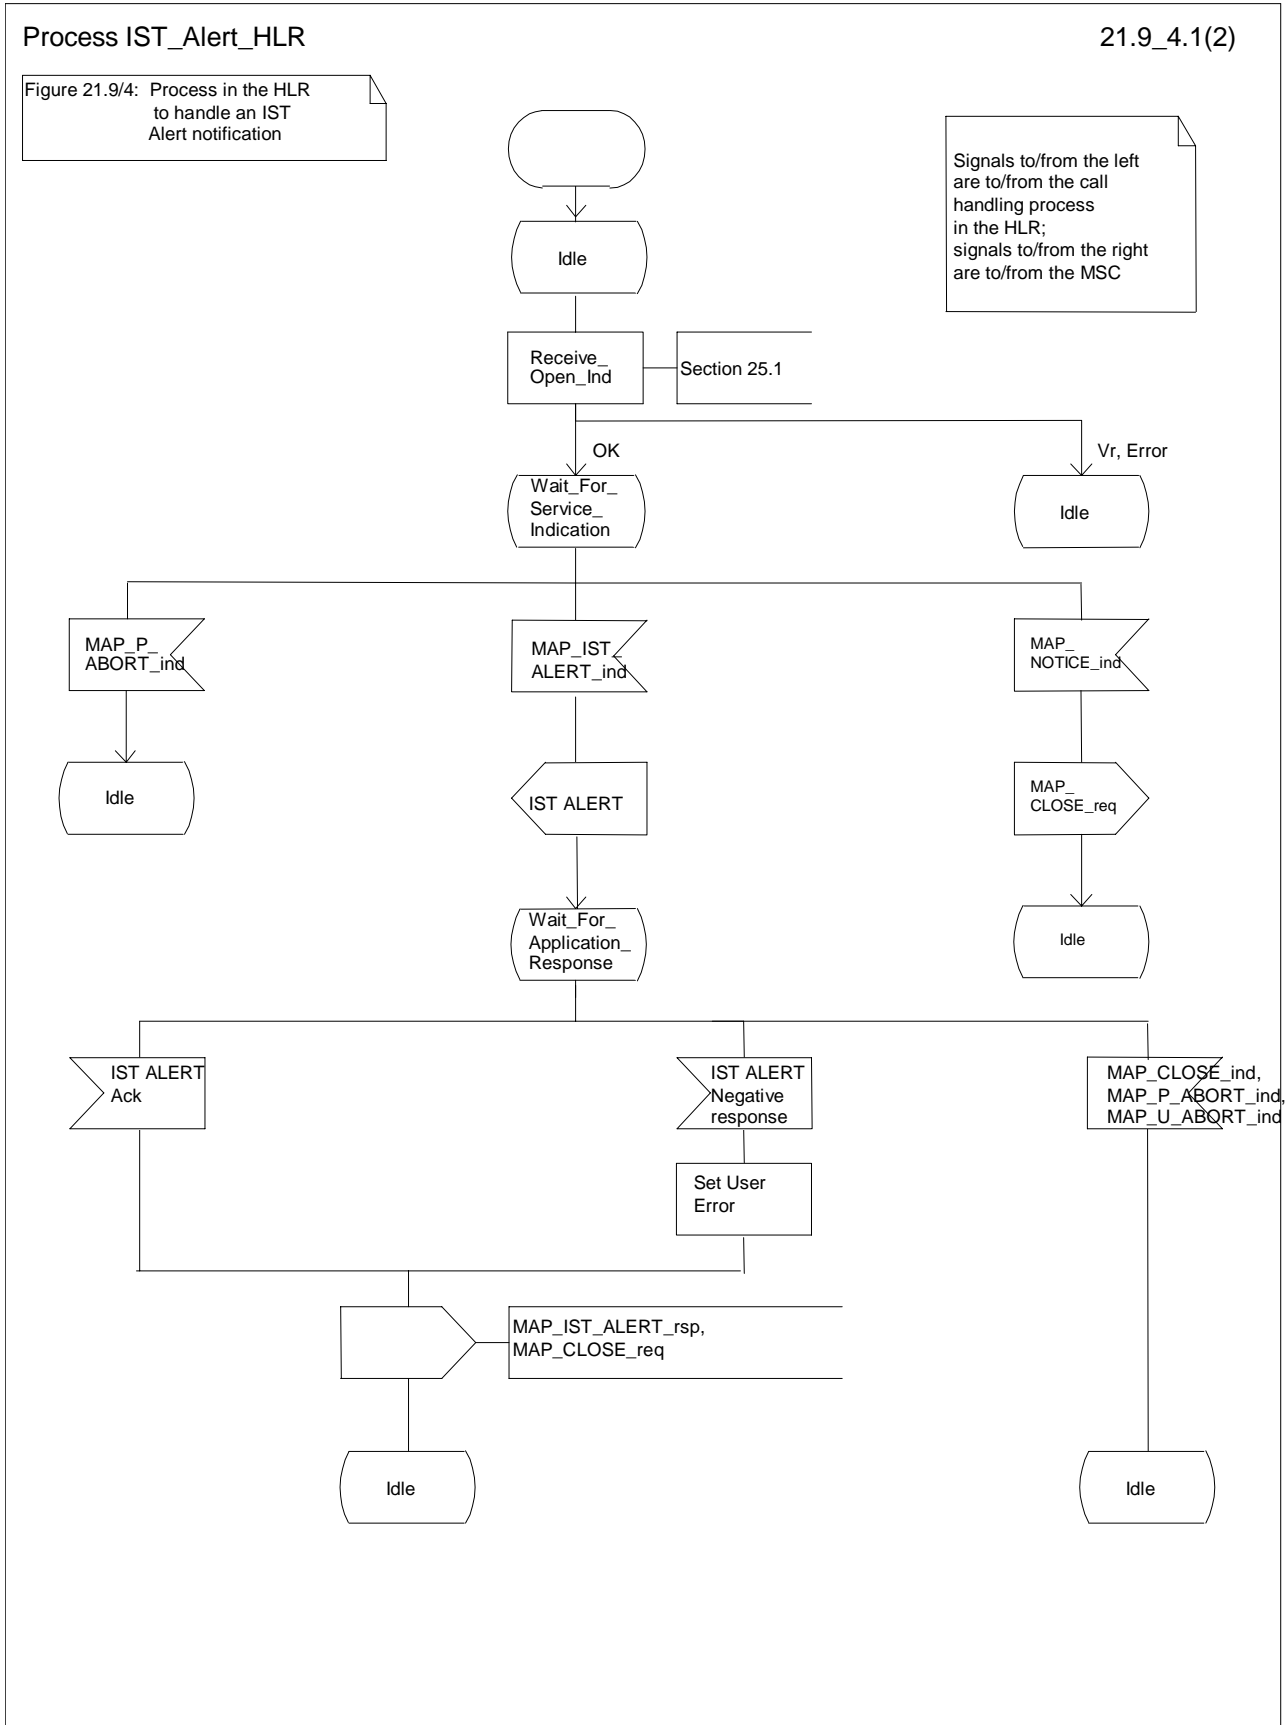 Process IST_Alert_HLR
21.9_4.1(2)
Figure 21.9/4: Process in the HLR
to handle an IST
Alert notification
Signals to/from the left
are to/from the call
handling process
in the HLR;
signals to/from the right
are to/from the MSC
Idle
Receive_
Open_Ind
Section 25.1
OK
Vr, Error
Wait_For_
Service_
Indication
Idle
MAP_P_
ABORT_ind
MAP_IST_
ALERT_ind
MAP_
NOTICE_ind
Idle
IST ALERT
MAP_
CLOSE_req
Wait_For_
Application_
Response
Idle
IST ALERT
Ack
IST ALERT
Negative
response
MAP_CLOSE_ind,
MAP_P_ABORT_ind,
MAP_U_ABORT_ind
Set User
Error
MAP_IST_ALERT_rsp,
MAP_CLOSE_req
Idle
Idle